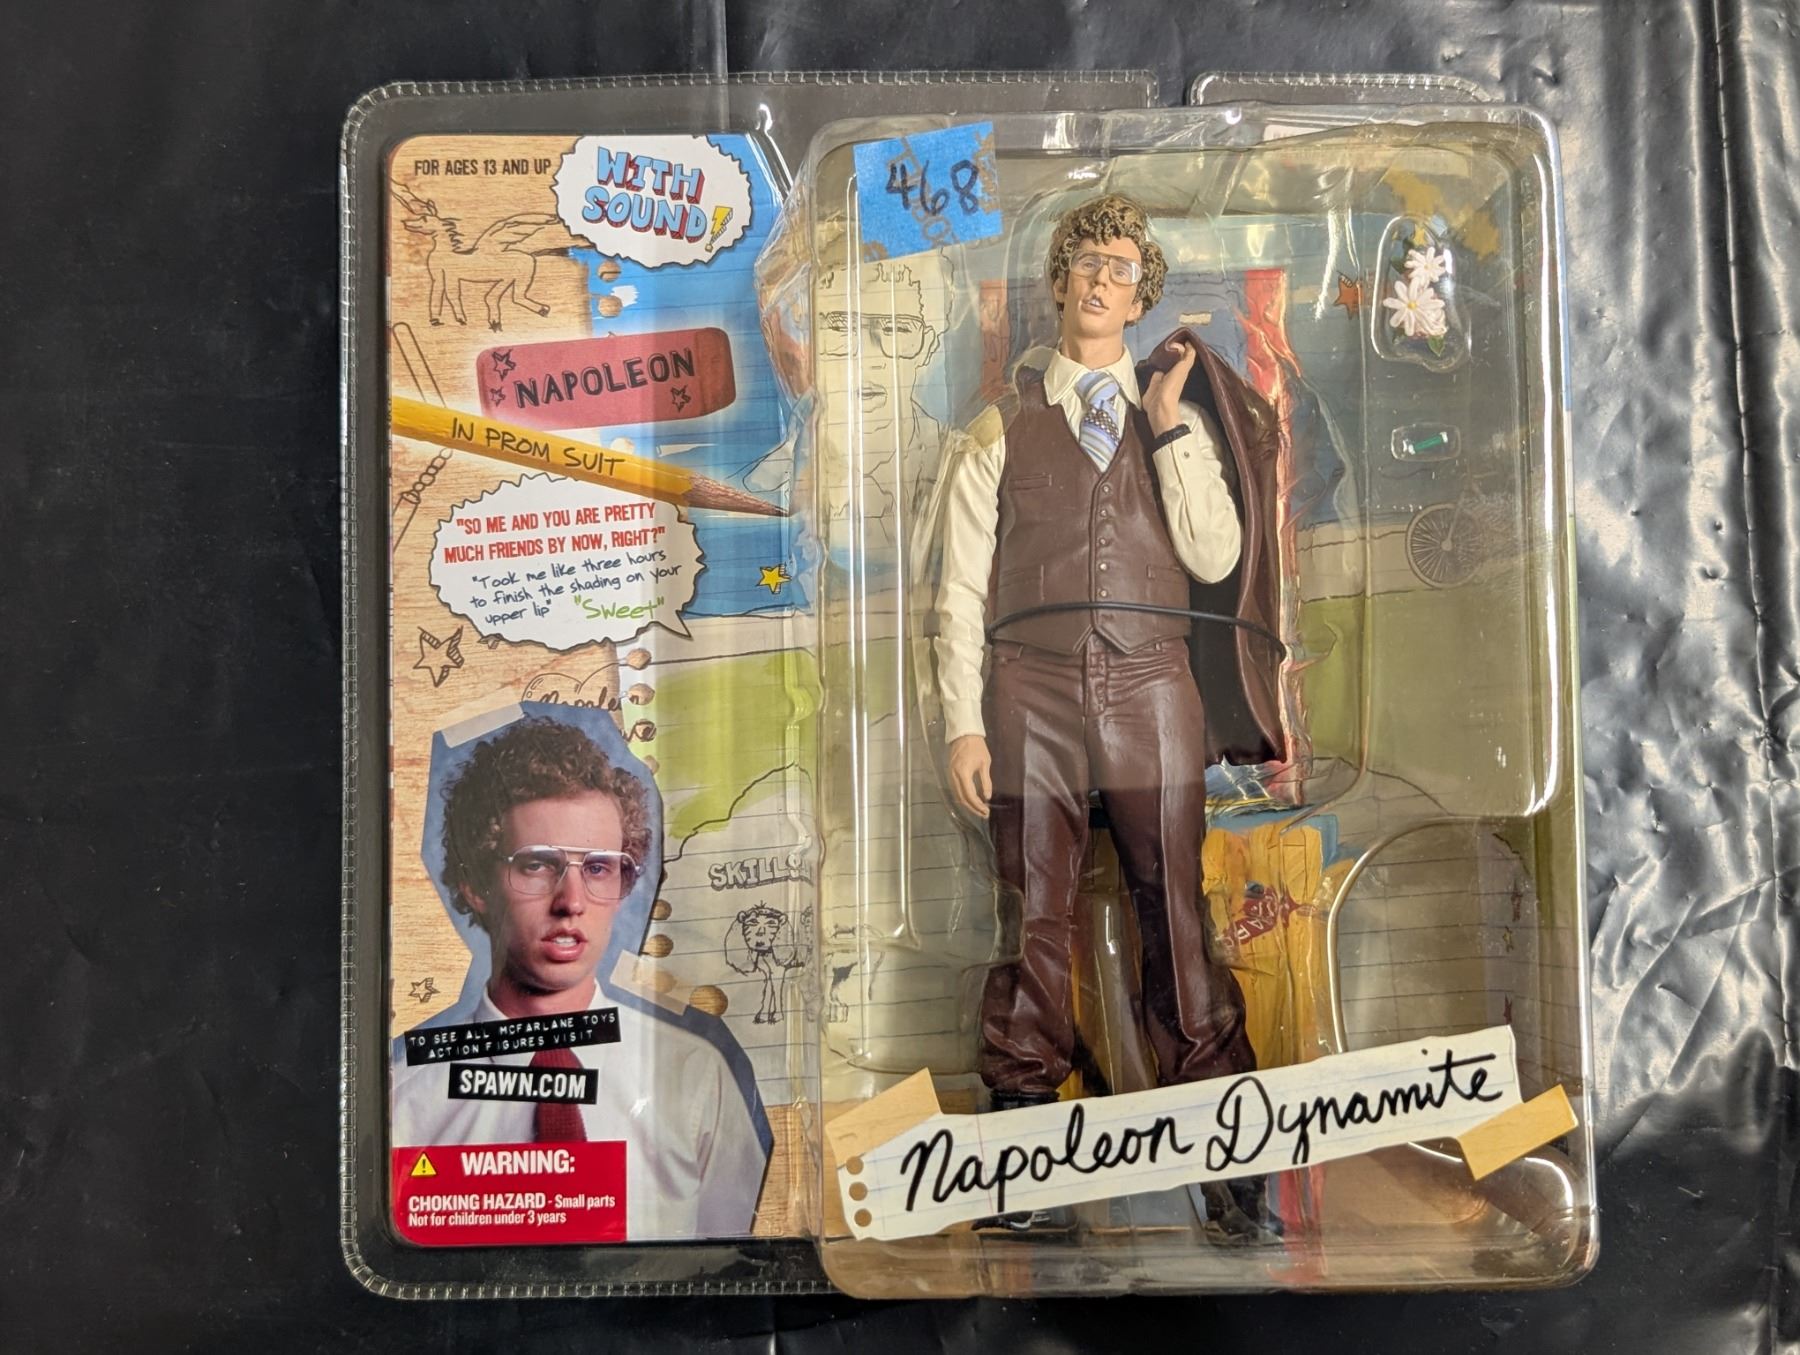 FOR AGES 13 AND UP
WITH
SOUND!
468
NAPOLEON
IN PROM SUIT
"SO ME AND YOU ARE PRETTY
MUCH FRIENDS BY NOW, RIGHT?"
"Took me like three hours
to finish the shading on your
upper lip" "Sweet"
SKILLS
TO SEE ALL MCFARLANE TOYS
ACTION FIGURES VISIT
SPAWN.COM
WARNING:
CHOKING HAZARD - Small parts
Not for children under 3 years
Napoleon Dynamite